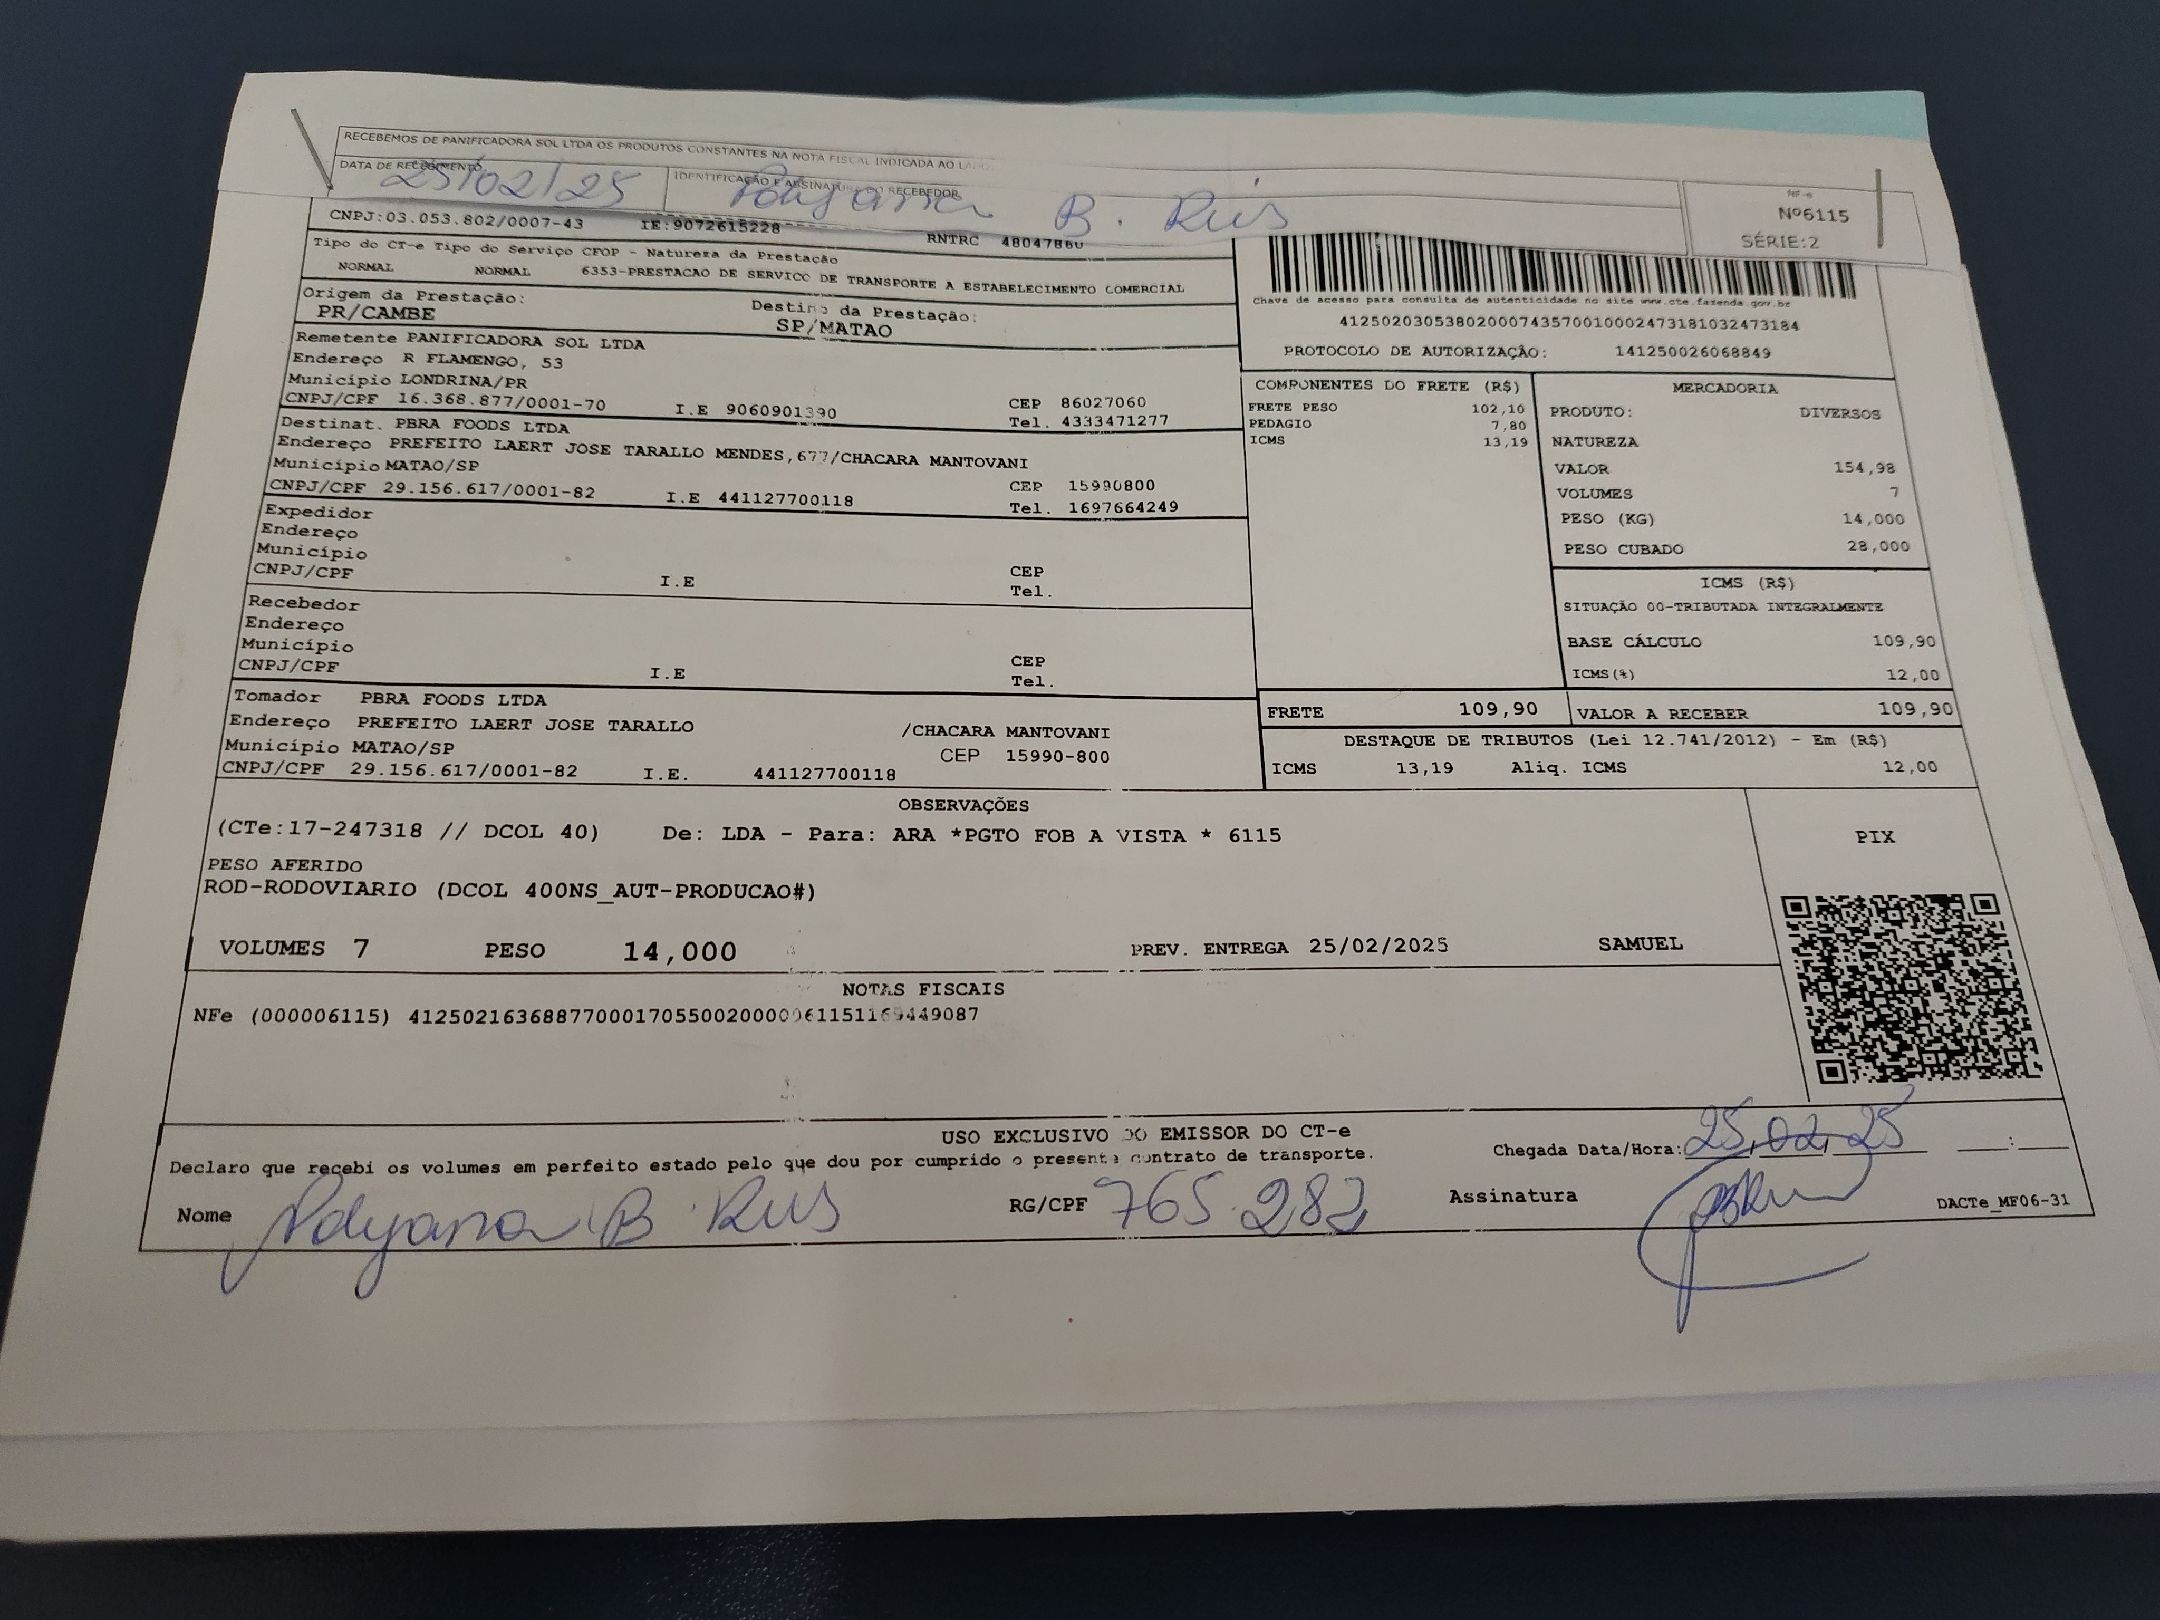 RECEBEMOS DE PANIFICADORA SOL LTDA OS PRODUTOS CONSTANTES NA NOTA FISCAL INDICADA AO LADO
DATA DE RECEBIMENTO
25/02/25
IDENTIFICAÇÃO E ASSINATURA DO RECEBEDOR
B. Rus
NF-e
Nº6115
SÉRIE:2
CNPJ:03.053.802/0007-43 IE:9072615228 RNTRC 48047860
Tipo do CT-e Tipo do Serviço CFOP - Natureza da Prestação
NORMAL NORMAL 6353-PRESTACAO DE SERVICO DE TRANSPORTE A ESTABELECIMENTO COMERCIAL
Origem da Prestação: Destino da Prestação:
PR/CAMBE SP/MATAO
Chave de acesso para consulta de autenticidade no site www.cte.fazenda.gov.br
41250203053802000743570010002473181032473184
PROTOCOLO DE AUTORIZAÇÃO: 141250026068849
Remetente PANIFICADORA SOL LTDA
Endereço R FLAMENGO, 53
Município LONDRINA/PR CEP 86027060
CNPJ/CPF 16.368.877/0001-70 I.E 9060901390 Tel. 4333471277
Destinat. PBRA FOODS LTDA
Endereço PREFEITO LAERT JOSE TARALLO MENDES,677/CHACARA MANTOVANI
Município MATAO/SP CEP 15990800
CNPJ/CPF 29.156.617/0001-82 I.E 441127700118 Tel. 1697664249
Expedidor
Endereço
Município CEP
CNPJ/CPF I.E Tel.
Recebedor
Endereço
Município CEP
CNPJ/CPF I.E Tel.
Tomador PBRA FOODS LTDA
Endereço PREFEITO LAERT JOSE TARALLO /CHACARA MANTOVANI
Município MATAO/SP CEP 15990-800
CNPJ/CPF 29.156.617/0001-82 I.E. 441127700118
COMPONENTES DO FRETE (R$)
FRETE PESO 102,10
PEDAGIO 7,80
ICMS 13,19
MERCADORIA
PRODUTO: DIVERSOS
NATUREZA
VALOR 154,98
VOLUMES 7
PESO (KG) 14,000
PESO CUBADO 28,000
ICMS (R$)
SITUAÇÃO 00-TRIBUTADA INTEGRALMENTE
BASE CÁLCULO 109,90
ICMS(%) 12,00
FRETE 109,90 VALOR A RECEBER 109,90
DESTAQUE DE TRIBUTOS (Lei 12.741/2012) - Em (R$)
ICMS 13,19 Aliq. ICMS 12,00
OBSERVAÇÕES
(CTe:17-247318 // DCOL 40) De: LDA - Para: ARA *PGTO FOB A VISTA * 6115
PESO AFERIDO
ROD-RODOVIARIO (DCOL 400NS_AUT-PRODUCAO#)
PIX
VOLUMES 7 PESO 14,000 PREV. ENTREGA 25/02/2025 SAMUEL
NOTAS FISCAIS
NFe (000006115) 41250216368877000170550020000061151169449087
USO EXCLUSIVO DO EMISSOR DO CT-e
Declaro que recebi os volumes em perfeito estado pelo que dou por cumprido o presente contrato de transporte.
Chegada Data/Hora: 25,02,25 :
Nome B. Rus RG/CPF 765.282 Assinatura
DACTe_MF06-31